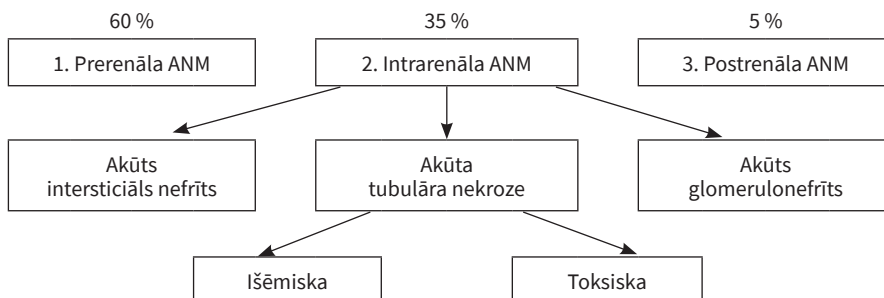 60 %
35 %
5 %
1. Prerenāla ANM
2. Intrarenāla ANM
3. Postrenāla ANM
Akūts
intersticiāls nefrīts
Akūta
tubulāra nekroze
Akūts
glomerulonefrīts
Išēmiska
Toksiska